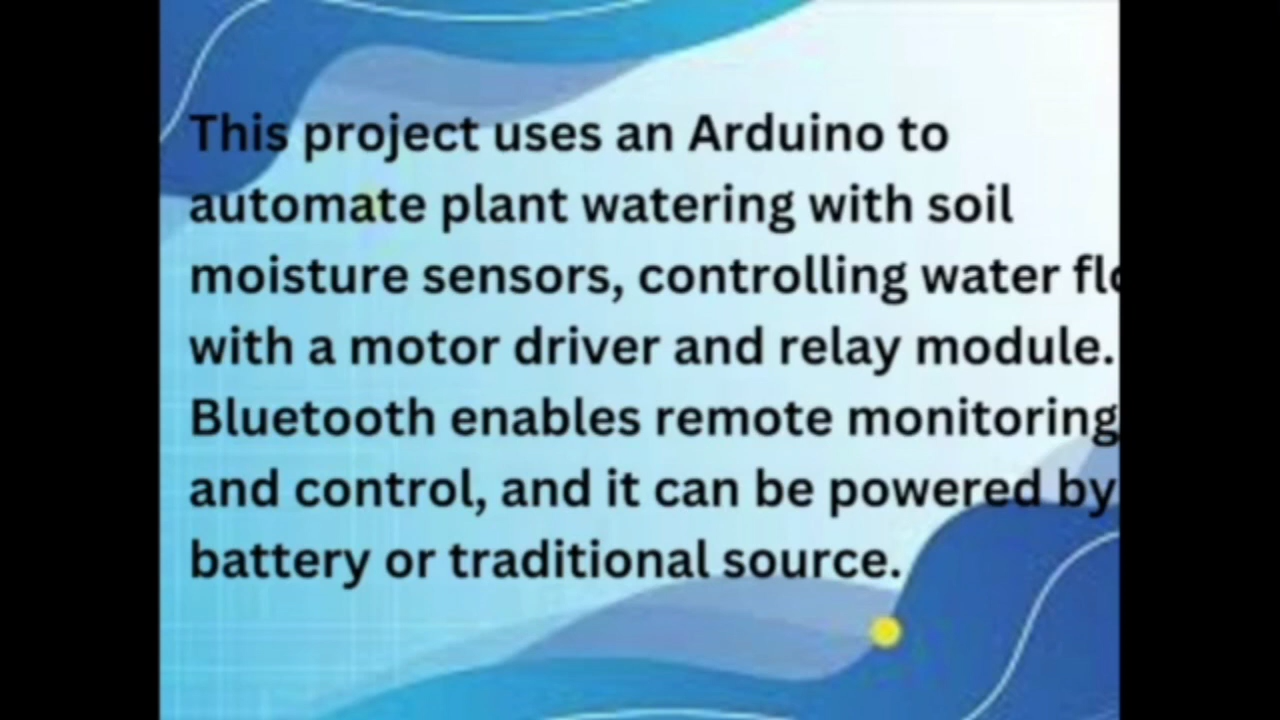 This project uses an Arduino to
automate plant watering with soil
moisture sensors, controlling water flo
with a motor driver and relay module.
Bluetooth enables remote monitoring
and control, and it can be powered by
battery or traditional source.